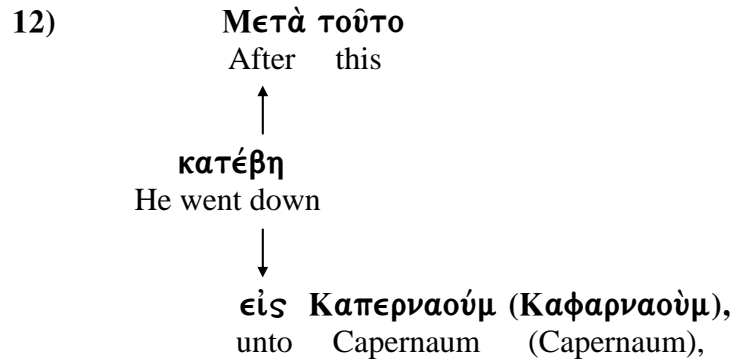 12) Μετὰ τοῦτο
After this
κατέβη
He went down
εἰς Καπερναούμ (Καφαρναοὺμ),
unto Capernaum (Capernaum),